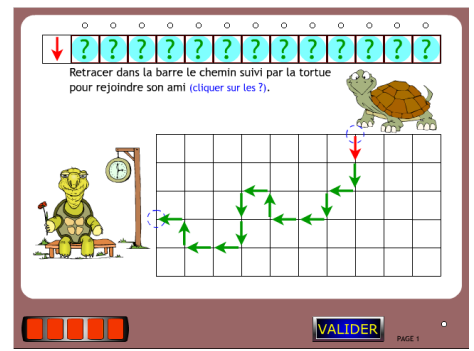 ? ? ? ? ? ? ? ? ? ? ? ? ?
Retracer dans la barre le chemin suivi par la tortue
pour rejoindre son ami (cliquer sur les ?).
VALIDER
PAGE 1